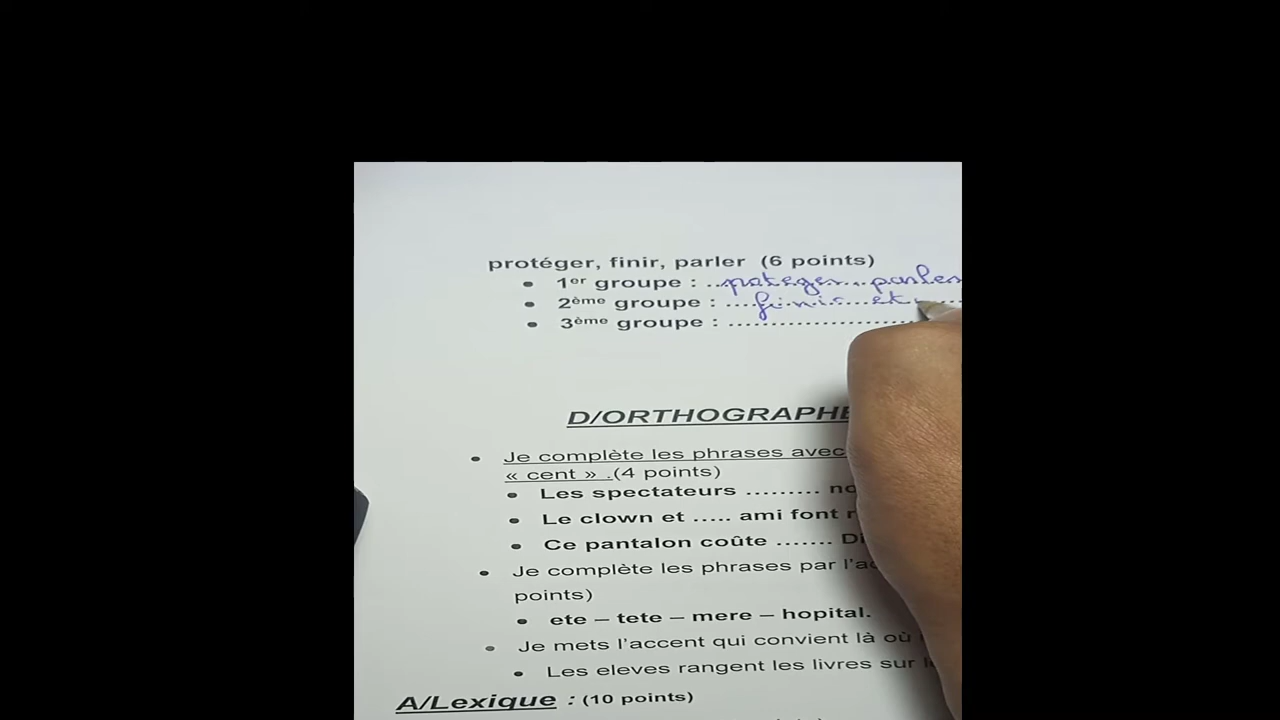 protéger, finir, parler (6 points)
• 1er groupe : ..proteger...parler
• 2ème groupe : ....finir...et
• 3ème groupe : ......................
D/ORTHOGRAPHE
• Je complète les phrases avec
« cent » .(4 points)
• Les spectateurs ......... no
• Le clown et ..... ami font r
• Ce pantalon coûte ....... D
• Je complète les phrases par l'a
points)
• ete – tete – mere – hopital.
• Je mets l'accent qui convient là où
• Les eleves rangent les livres sur l
A/Lexique : (10 points)